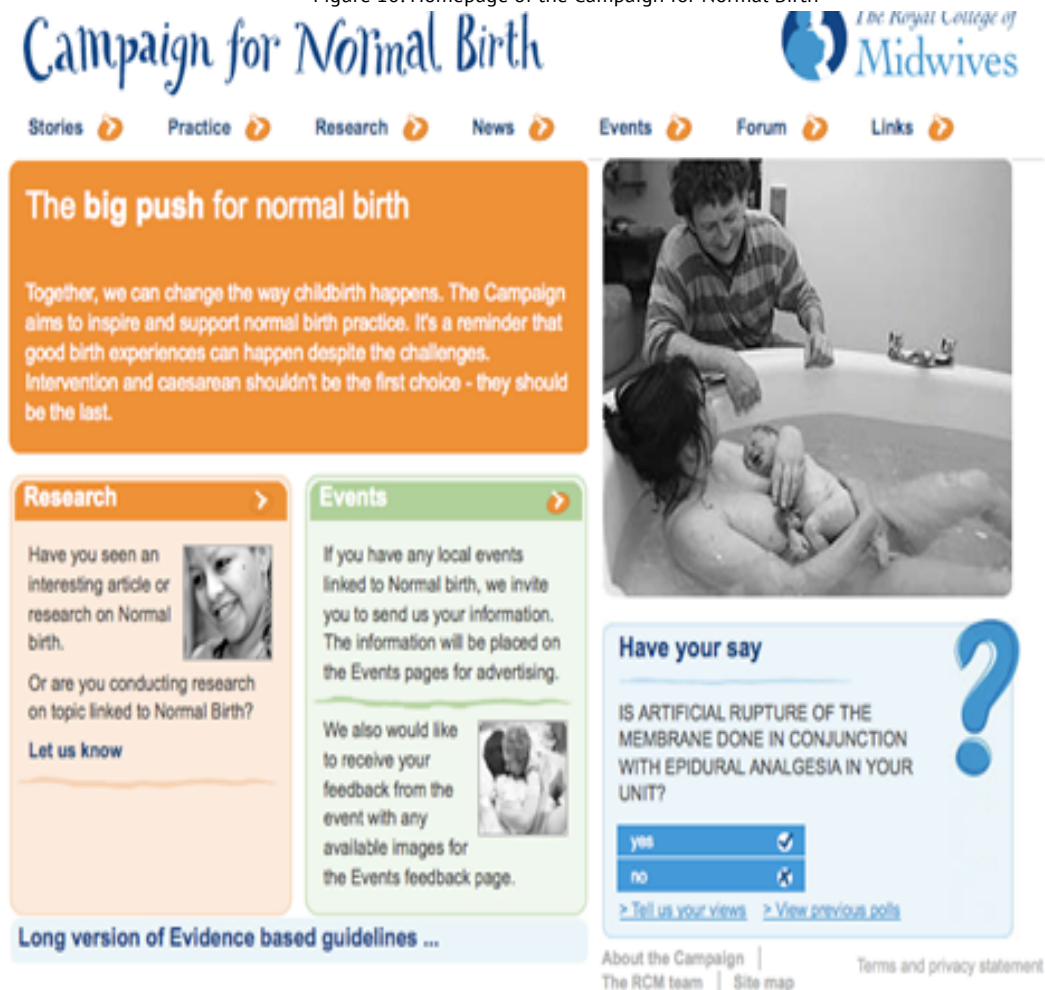 Figure 10. Homepage of the Campaign for Normal Birth
Campaign for Normal Birth
The Royal College of
Midwives
Stories
Practice
Research
News
Events
Forum
Links
The big push for normal birth
Together, we can change the way childbirth happens. The Campaign
aims to inspire and support normal birth practice. It's a reminder that
good birth experiences can happen despite the challenges.
Intervention and caesarean shouldn't be the first choice - they should
be the last.
Research
Have you seen an
interesting article or
research on Normal
birth.
Or are you conducting research
on topic linked to Normal Birth?
Let us know
Events
If you have any local events
linked to Normal birth, we invite
you to send us your information.
The information will be placed on
the Events pages for advertising.
We also would like
to receive your
feedback from the
event with any
available images for
the Events feedback page.
Have your say
?
IS ARTIFICIAL RUPTURE OF THE
MEMBRANE DONE IN CONJUNCTION
WITH EPIDURAL ANALGESIA IN YOUR
UNIT?
yes
no
> Tell us your views > View previous polls
Long version of Evidence based guidelines ...
About the Campaign |
The RCM team | Site map
Terms and privacy statement